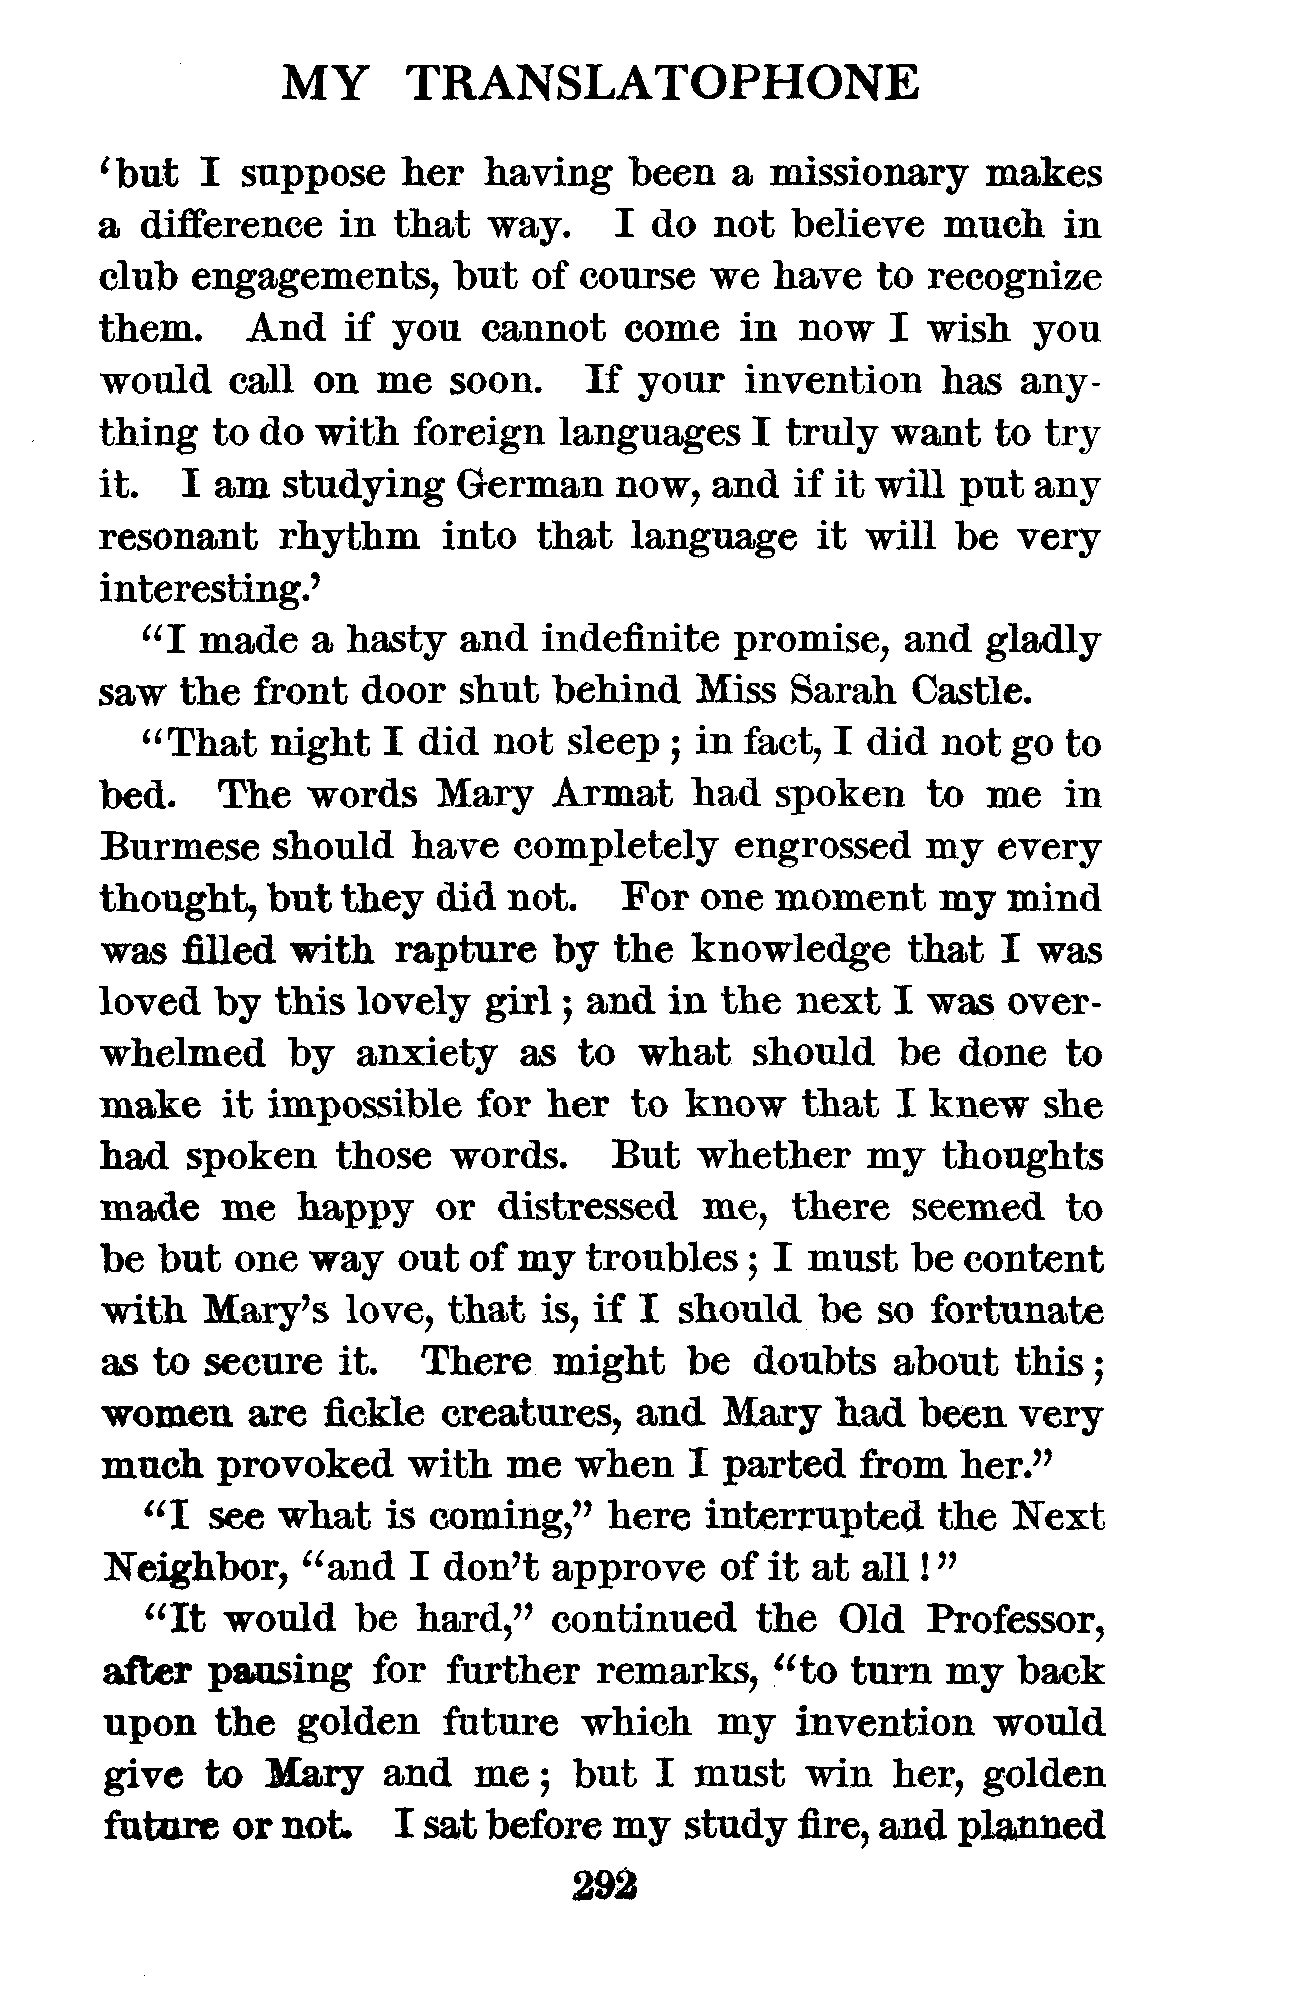 MY TRANSLATOPHONE
‘but I suppose her having been a missionary makes
a difference in that way. I do not believe much in
club engagements, but of course we have to recognize
them. And if you cannot come in now I wish you
would call on me soon. If your invention has any-
thing to do with foreign languages I truly want to try
it. I am studying German now, and if it will put any
resonant rhythm into that language it will be very
interesting.’
“I made a hasty and indefinite promise, and gladly
saw the front door shut behind Miss Sarah Castle.
“That night I did not sleep ; in fact, I did not go to
bed. The words Mary Armat had spoken to me in
Burmese should have completely engrossed my every
thought, but they did not. For one moment my mind
was filled with rapture by the knowledge that I was
loved by this lovely girl ; and in the next I was over-
whelmed by anxiety as to what should be done to
make it impossible for her to know that I knew she
had spoken those words. But whether my thoughts
made me happy or distressed me, there seemed to
be but one way out of my troubles ; I must be content
with Mary’s love, that is, if I should be so fortunate
as to secure it. There might be doubts about this ;
women are fickle creatures, and Mary had been very
much provoked with me when I parted from her.”
“I see what is coming,” here interrupted the Next
Neighbor, “and I don’t approve of it at all ! ”
“It would be hard,” continued the Old Professor,
after pausing for further remarks, “to turn my back
upon the golden future which my invention would
give to Mary and me ; but I must win her, golden
future or not. I sat before my study fire, and planned
292